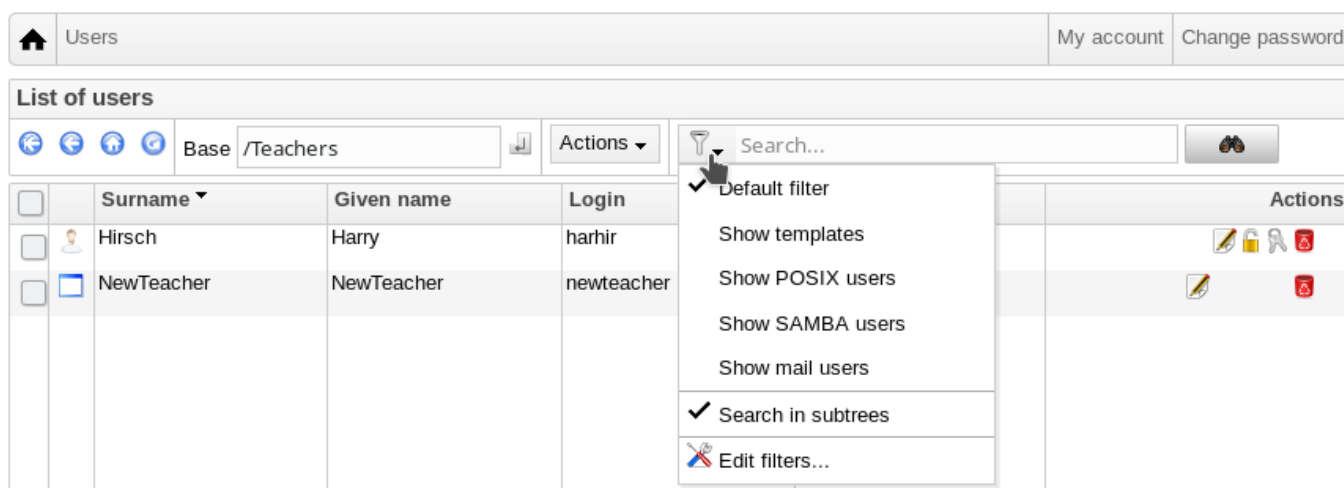 Users My account Change password
List of users
Base /Teachers Actions Search...
Surname Given name Login Actions
Hirsch Harry harhir
NewTeacher NewTeacher newteacher
Default filter
Show templates
Show POSIX users
Show SAMBA users
Show mail users
Search in subtrees
Edit filters...